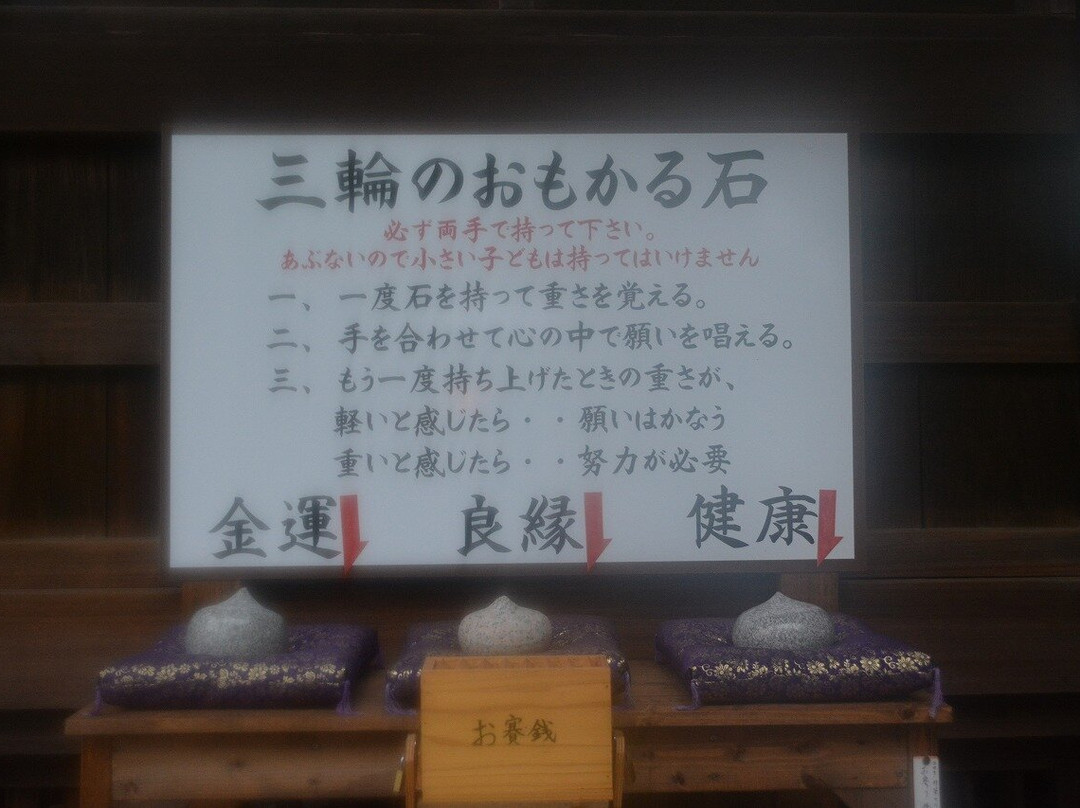 三輪のおもかる石
必ず両手で持って下さい。
あぶないので小さい子どもは持ってはいけません
一、一度石を持って重さを覚える。
二、手を合わせて心の中で願いを唱える。
三、もう一度持ち上げたときの重さが、
軽いと感じたら・・願いはかなう
重いと感じたら・・努力が必要
金運 良縁 健康
お賽銭